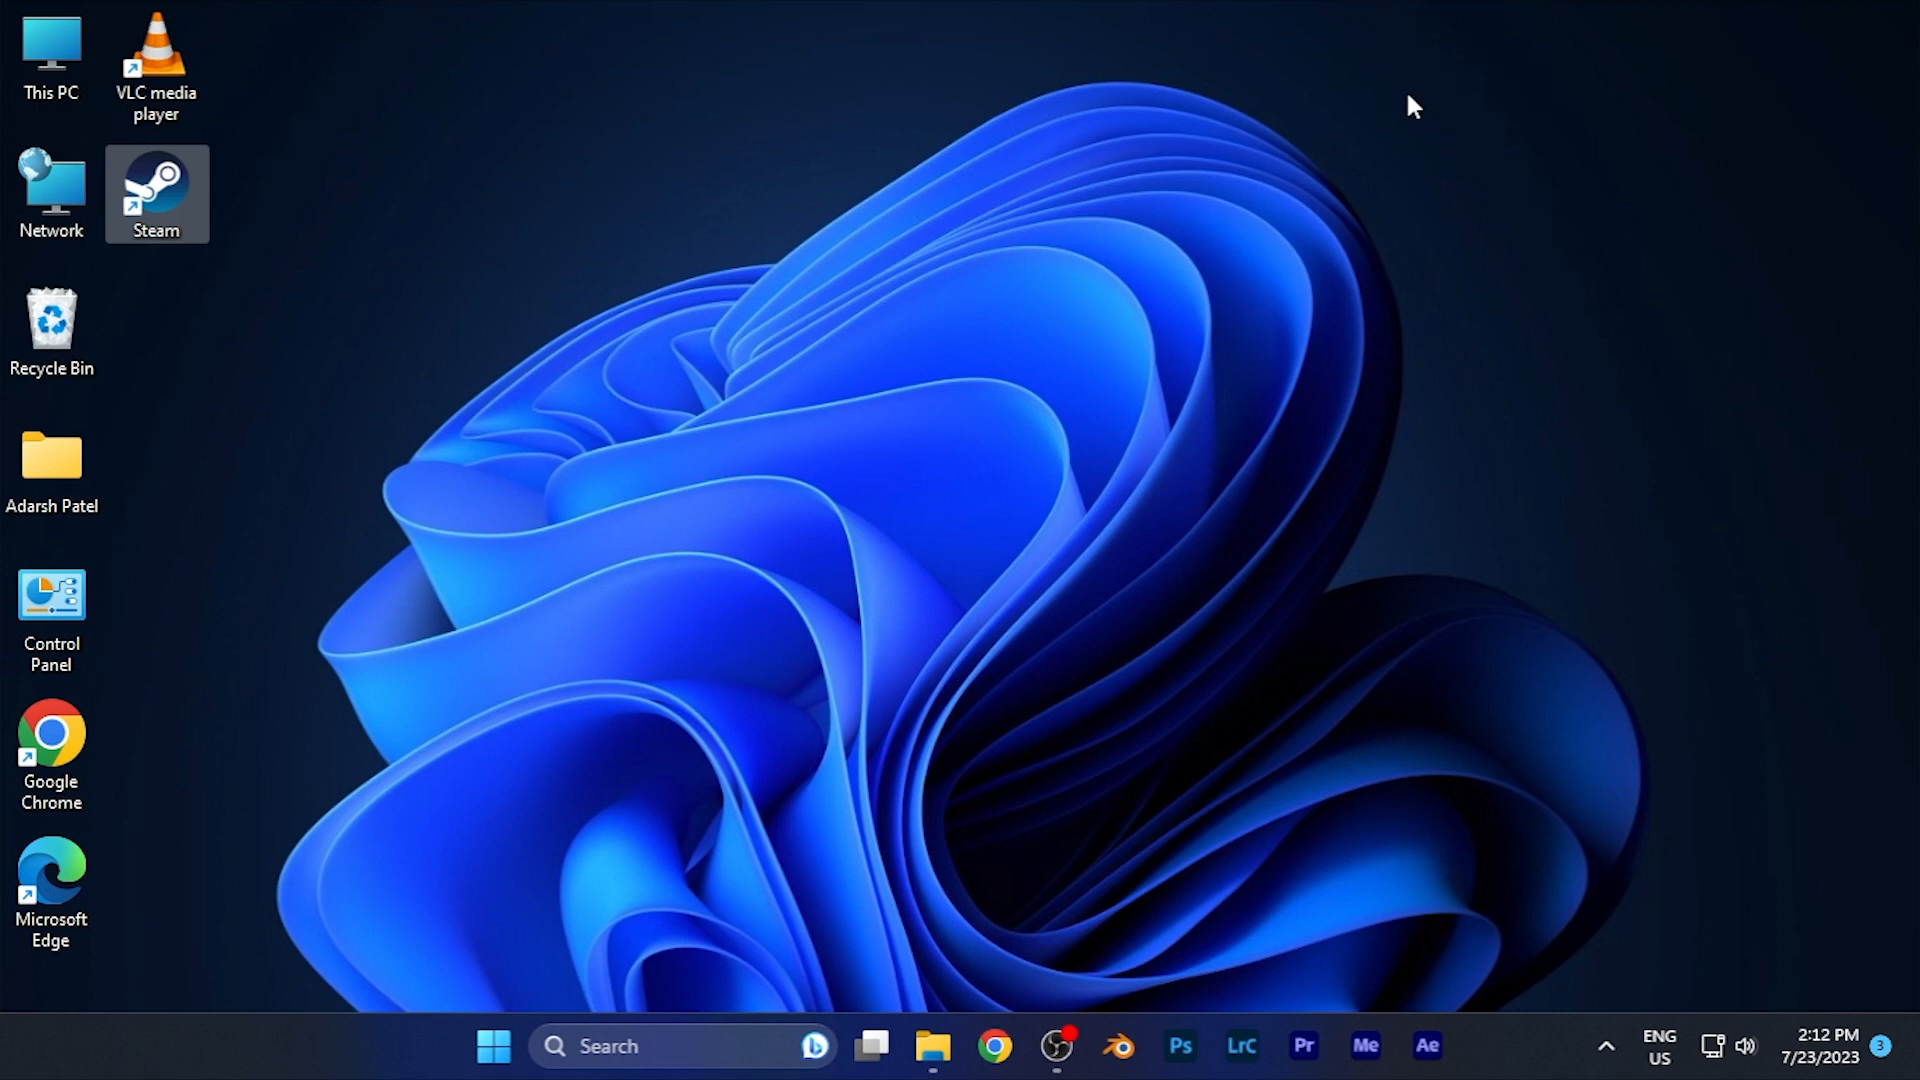 This PC
VLC media
player
Network
Steam
Recycle Bin
Adarsh Patel
Control
Panel
Google
Chrome
Microsoft
Edge
Search
Ps
LrC
Pr
Me
Ae
ENG
US
2:12 PM
7/23/2023
3